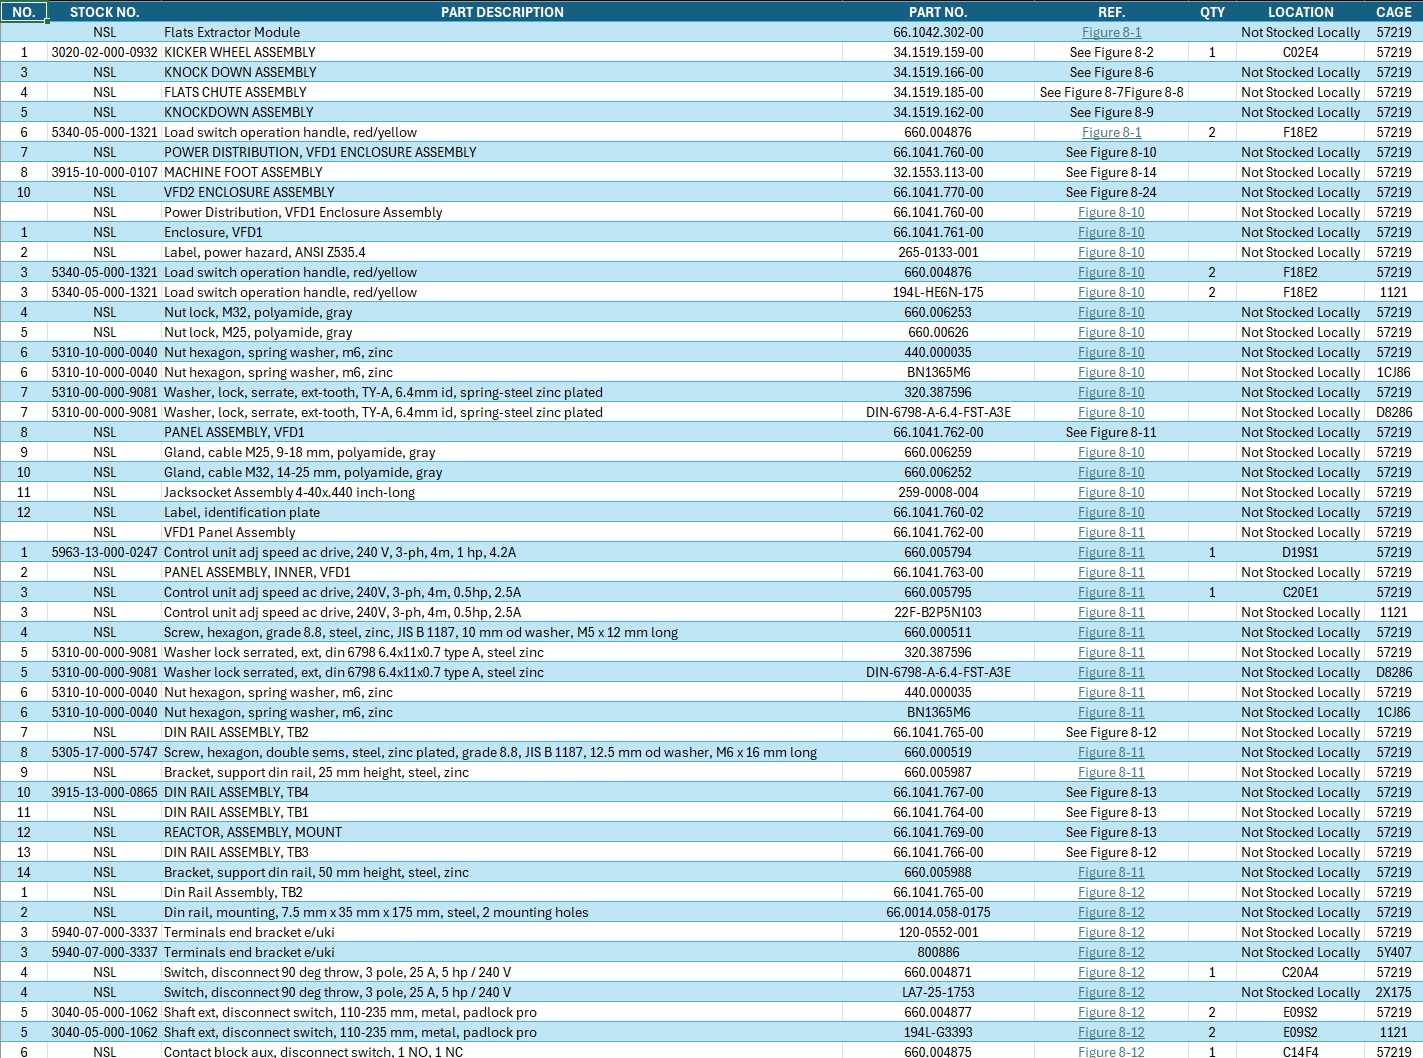 NO. STOCK NO. PART DESCRIPTION PART NO. REF. QTY LOCATION CAGE
NSL Flats Extractor Module 66.1042.302-00 Figure 8-1 Not Stocked Locally 57219
1 3020-02-000-0932 KICKER WHEEL ASSEMBLY 34.1519.159-00 See Figure 8-2 1 C02E4 57219
3 NSL KNOCK DOWN ASSEMBLY 34.1519.166-00 See Figure 8-6 Not Stocked Locally 57219
4 NSL FLATS CHUTE ASSEMBLY 34.1519.185-00 See Figure 8-7Figure 8-8 Not Stocked Locally 57219
5 NSL KNOCKDOWN ASSEMBLY 34.1519.162-00 See Figure 8-9 Not Stocked Locally 57219
6 5340-05-000-1321 Load switch operation handle, red/yellow 660.004876 Figure 8-1 2 F18E2 57219
7 NSL POWER DISTRIBUTION, VFD1 ENCLOSURE ASSEMBLY 66.1041.760-00 See Figure 8-10 Not Stocked Locally 57219
8 3915-10-000-0107 MACHINE FOOT ASSEMBLY 32.1553.113-00 See Figure 8-14 Not Stocked Locally 57219
10 NSL VFD2 ENCLOSURE ASSEMBLY 66.1041.770-00 See Figure 8-24 Not Stocked Locally 57219
NSL Power Distribution, VFD1 Enclosure Assembly 66.1041.760-00 Figure 8-10 Not Stocked Locally 57219
1 NSL Enclosure, VFD1 66.1041.761-00 Figure 8-10 Not Stocked Locally 57219
2 NSL Label, power hazard, ANSI Z535.4 265-0133-001 Figure 8-10 Not Stocked Locally 57219
3 5340-05-000-1321 Load switch operation handle, red/yellow 660.004876 Figure 8-10 2 F18E2 57219
3 5340-05-000-1321 Load switch operation handle, red/yellow 194L-HE6N-175 Figure 8-10 2 F18E2 1121
4 NSL Nut lock, M32, polyamide, gray 660.006253 Figure 8-10 Not Stocked Locally 57219
5 NSL Nut lock, M25, polyamide, gray 660.00626 Figure 8-10 Not Stocked Locally 57219
6 5310-10-000-0040 Nut hexagon, spring washer, m6, zinc 440.000035 Figure 8-10 Not Stocked Locally 57219
6 5310-10-000-0040 Nut hexagon, spring washer, m6, zinc BN1365M6 Figure 8-10 Not Stocked Locally 1CJ86
7 5310-00-000-9081 Washer, lock, serrate, ext-tooth, TY-A, 6.4mm id, spring-steel zinc plated 320.387596 Figure 8-10 Not Stocked Locally 57219
7 5310-00-000-9081 Washer, lock, serrate, ext-tooth, TY-A, 6.4mm id, spring-steel zinc plated DIN-6798-A-6.4-FST-A3E Figure 8-10 Not Stocked Locally D8286
8 NSL PANEL ASSEMBLY, VFD1 66.1041.762-00 See Figure 8-11 Not Stocked Locally 57219
9 NSL Gland, cable M25, 9-18 mm, polyamide, gray 660.006259 Figure 8-10 Not Stocked Locally 57219
10 NSL Gland, cable M32, 14-25 mm, polyamide, gray 660.006252 Figure 8-10 Not Stocked Locally 57219
11 NSL Jacksocket Assembly 4-40x.440 inch-long 259-0008-004 Figure 8-10 Not Stocked Locally 57219
12 NSL Label, identification plate 66.1041.760-02 Figure 8-10 Not Stocked Locally 57219
NSL VFD1 Panel Assembly 66.1041.762-00 Figure 8-11 Not Stocked Locally 57219
1 5963-13-000-0247 Control unit adj speed ac drive, 240 V, 3-ph, 4m, 1 hp, 4.2A 660.005794 Figure 8-11 1 D19S1 57219
2 NSL PANEL ASSEMBLY, INNER, VFD1 66.1041.763-00 Figure 8-11 Not Stocked Locally 57219
3 NSL Control unit adj speed ac drive, 240V, 3-ph, 4m, 0.5hp, 2.5A 660.005795 Figure 8-11 1 C20E1 57219
3 NSL Control unit adj speed ac drive, 240V, 3-ph, 4m, 0.5hp, 2.5A 22F-B2P5N103 Figure 8-11 Not Stocked Locally 1121
4 NSL Screw, hexagon, grade 8.8, steel, zinc, JIS B 1187, 10 mm od washer, M5 x 12 mm long 660.000511 Figure 8-11 Not Stocked Locally 57219
5 5310-00-000-9081 Washer lock serrated, ext, din 6798 6.4x11x0.7 type A, steel zinc 320.387596 Figure 8-11 Not Stocked Locally 57219
5 5310-00-000-9081 Washer lock serrated, ext, din 6798 6.4x11x0.7 type A, steel zinc DIN-6798-A-6.4-FST-A3E Figure 8-11 Not Stocked Locally D8286
6 5310-10-000-0040 Nut hexagon, spring washer, m6, zinc 440.000035 Figure 8-11 Not Stocked Locally 57219
6 5310-10-000-0040 Nut hexagon, spring washer, m6, zinc BN1365M6 Figure 8-11 Not Stocked Locally 1CJ86
7 NSL DIN RAIL ASSEMBLY, TB2 66.1041.765-00 See Figure 8-12 Not Stocked Locally 57219
8 5305-17-000-5747 Screw, hexagon, double sems, steel, zinc plated, grade 8.8, JIS B 1187, 12.5 mm od washer, M6 x 16 mm long 660.000519 Figure 8-11 Not Stocked Locally 57219
9 NSL Bracket, support din rail, 25 mm height, steel, zinc 660.005987 Figure 8-11 Not Stocked Locally 57219
10 3915-13-000-0865 DIN RAIL ASSEMBLY, TB4 66.1041.767-00 See Figure 8-13 Not Stocked Locally 57219
11 NSL DIN RAIL ASSEMBLY, TB1 66.1041.764-00 See Figure 8-13 Not Stocked Locally 57219
12 NSL REACTOR, ASSEMBLY, MOUNT 66.1041.769-00 See Figure 8-13 Not Stocked Locally 57219
13 NSL DIN RAIL ASSEMBLY, TB3 66.1041.766-00 See Figure 8-12 Not Stocked Locally 57219
14 NSL Bracket, support din rail, 50 mm height, steel, zinc 660.005988 Figure 8-11 Not Stocked Locally 57219
1 NSL Din Rail Assembly, TB2 66.1041.765-00 Figure 8-12 Not Stocked Locally 57219
2 NSL Din rail, mounting, 7.5 mm x 35 mm x 175 mm, steel, 2 mounting holes 66.0014.058-0175 Figure 8-12 Not Stocked Locally 57219
3 5940-07-000-3337 Terminals end bracket e/uki 120-0552-001 Figure 8-12 Not Stocked Locally 57219
3 5940-07-000-3337 Terminals end bracket e/uki 800886 Figure 8-12 Not Stocked Locally 5Y407
4 NSL Switch, disconnect 90 deg throw, 3 pole, 25 A, 5 hp / 240 V 660.004871 Figure 8-12 1 C20A4 57219
4 NSL Switch, disconnect 90 deg throw, 3 pole, 25 A, 5 hp / 240 V LA7-25-1753 Figure 8-12 Not Stocked Locally 2X175
5 3040-05-000-1062 Shaft ext, disconnect switch, 110-235 mm, metal, padlock pro 660.004877 Figure 8-12 2 E09S2 57219
5 3040-05-000-1062 Shaft ext, disconnect switch, 110-235 mm, metal, padlock pro 194L-G3393 Figure 8-12 2 E09S2 1121
6 NSL Contact block aux, disconnect switch, 1 NO, 1 NC 660.004875 Figure 8-12 1 C14F4 57219